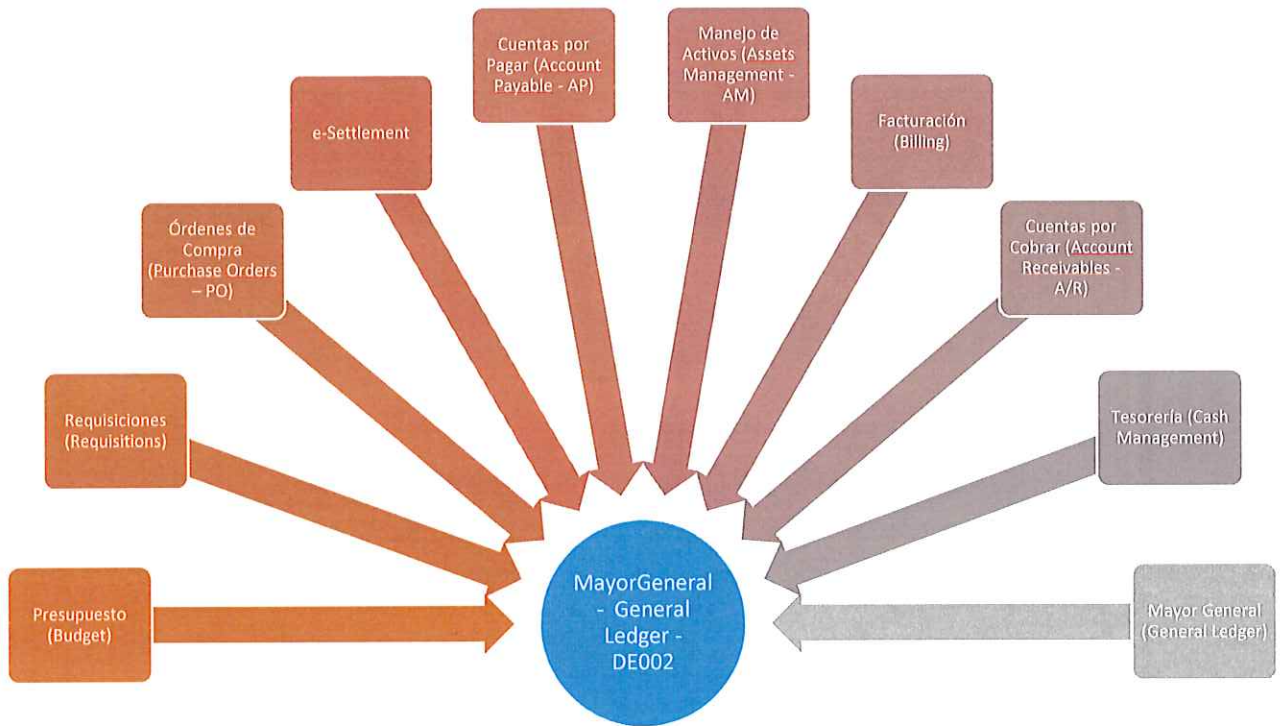 Presupuesto
(Budget)
Requisiciones
(Requisitions)
Órdenes de
Compra
(Purchase Orders
– PO)
e-Settlement
Cuentas por
Pagar (Account
Payable - AP)
Manejo de
Activos (Assets
Management -
AM)
Facturación
(Billing)
Cuentas por
Cobrar (Account
Receivables -
A/R)
Tesorería (Cash
Management)
Mayor General
(General Ledger)
MayorGeneral
- General
Ledger -
DE002